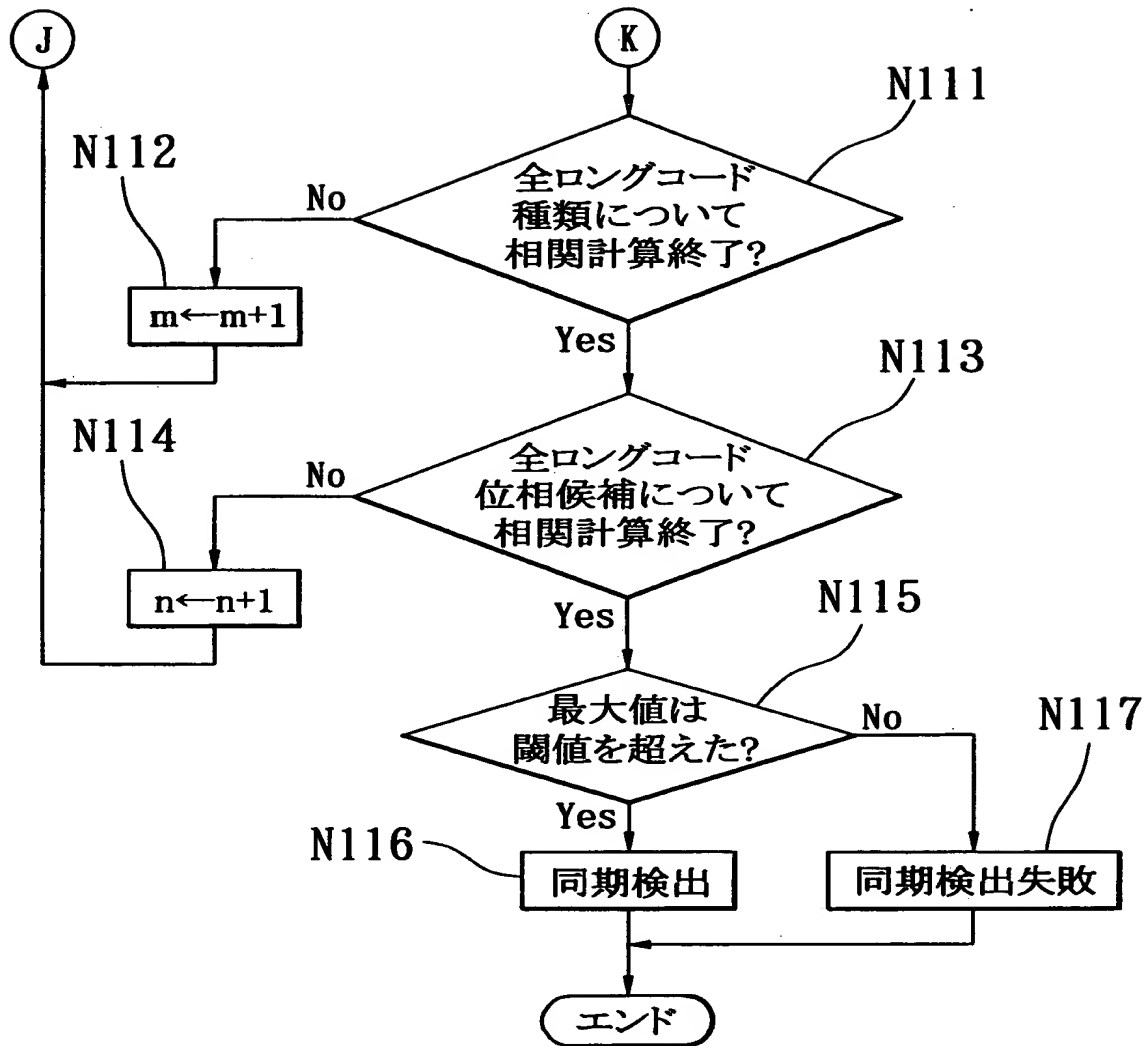 J
K
N111
N112
全ロングコード
種類について
相関計算終了?
No
m←m+1
Yes
N113
N114
全ロングコード
位相候補について
相関計算終了?
No
n←n+1
Yes
N115
最大値は
閾値を超えた?
No
N117
Yes
N116
同期検出
同期検出失敗
エンド